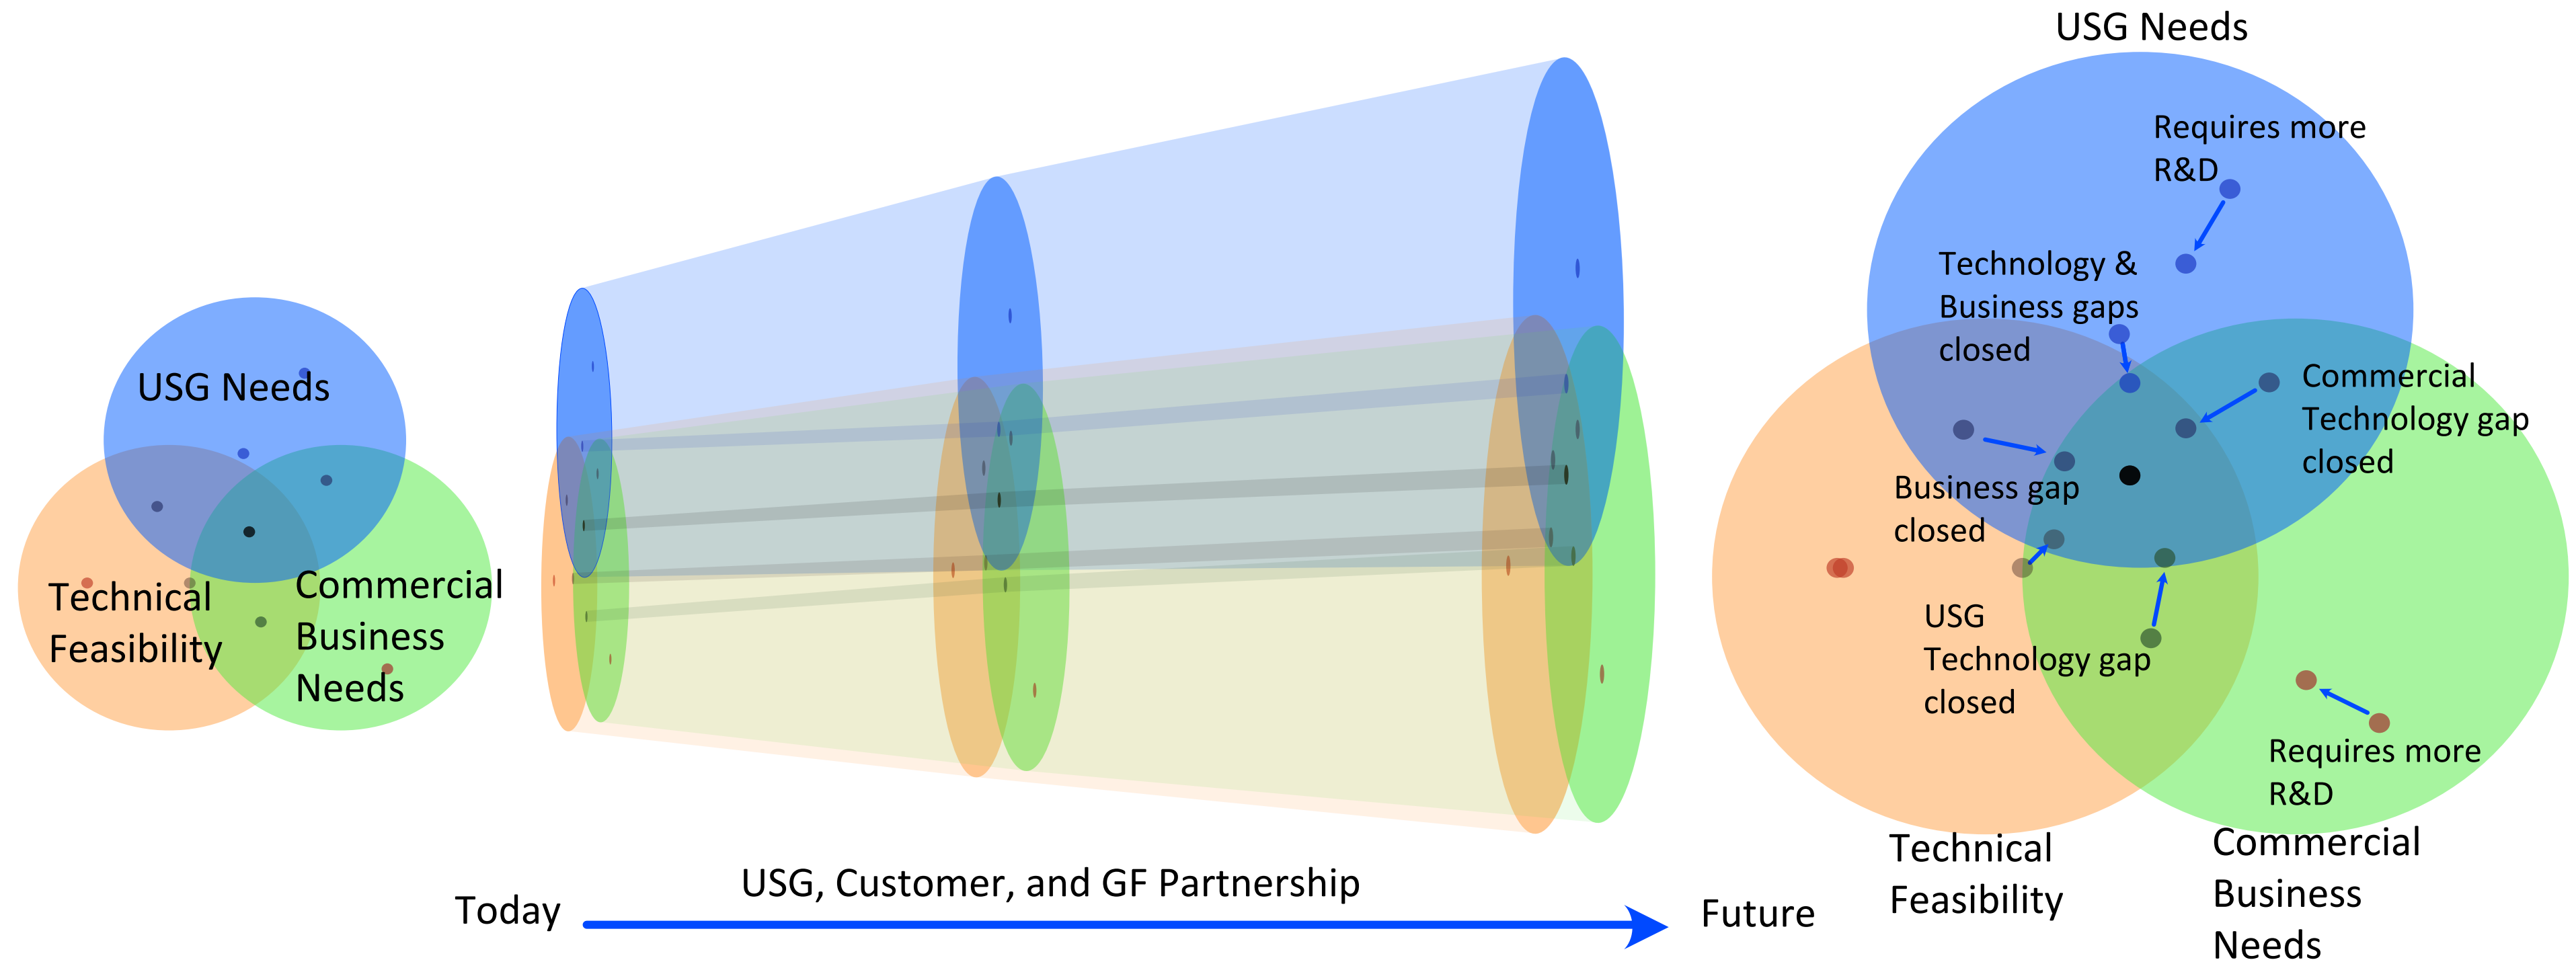 USG Needs
Technical
Feasibility
Commercial
Business
Needs
USG, Customer, and GF Partnership
Today
Future
USG Needs
Requires more
R&D
Technology &
Business gaps
closed
Commercial
Technology gap
closed
Business gap
closed
USG
Technology gap
closed
Requires more
R&D
Technical
Feasibility
Commercial
Business
Needs